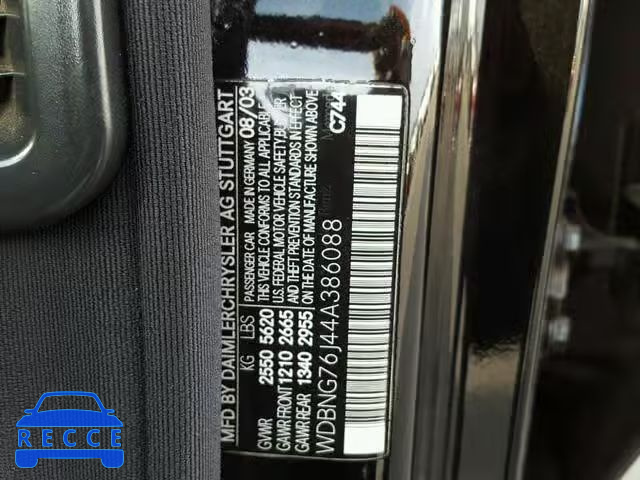 MFD BY DAIMLERCHRYSLER AG STUTTGART
KG LBS PASSENGER CAR MADE IN GERMANY 08/03
GVWR 2550 5620 THIS VEHICLE CONFORMS TO ALL APPLICABLE
GAWR FRONT 1210 2665 U.S. FEDERAL MOTOR VEHICLE SAFETY BUMPER
GAWR REAR 1340 2955 AND THEFT PREVENTION STANDARDS IN EFFECT
ON THE DATE OF MANUFACTURE SHOWN ABOVE
WDBNG76J44A386088
C744
RECCE